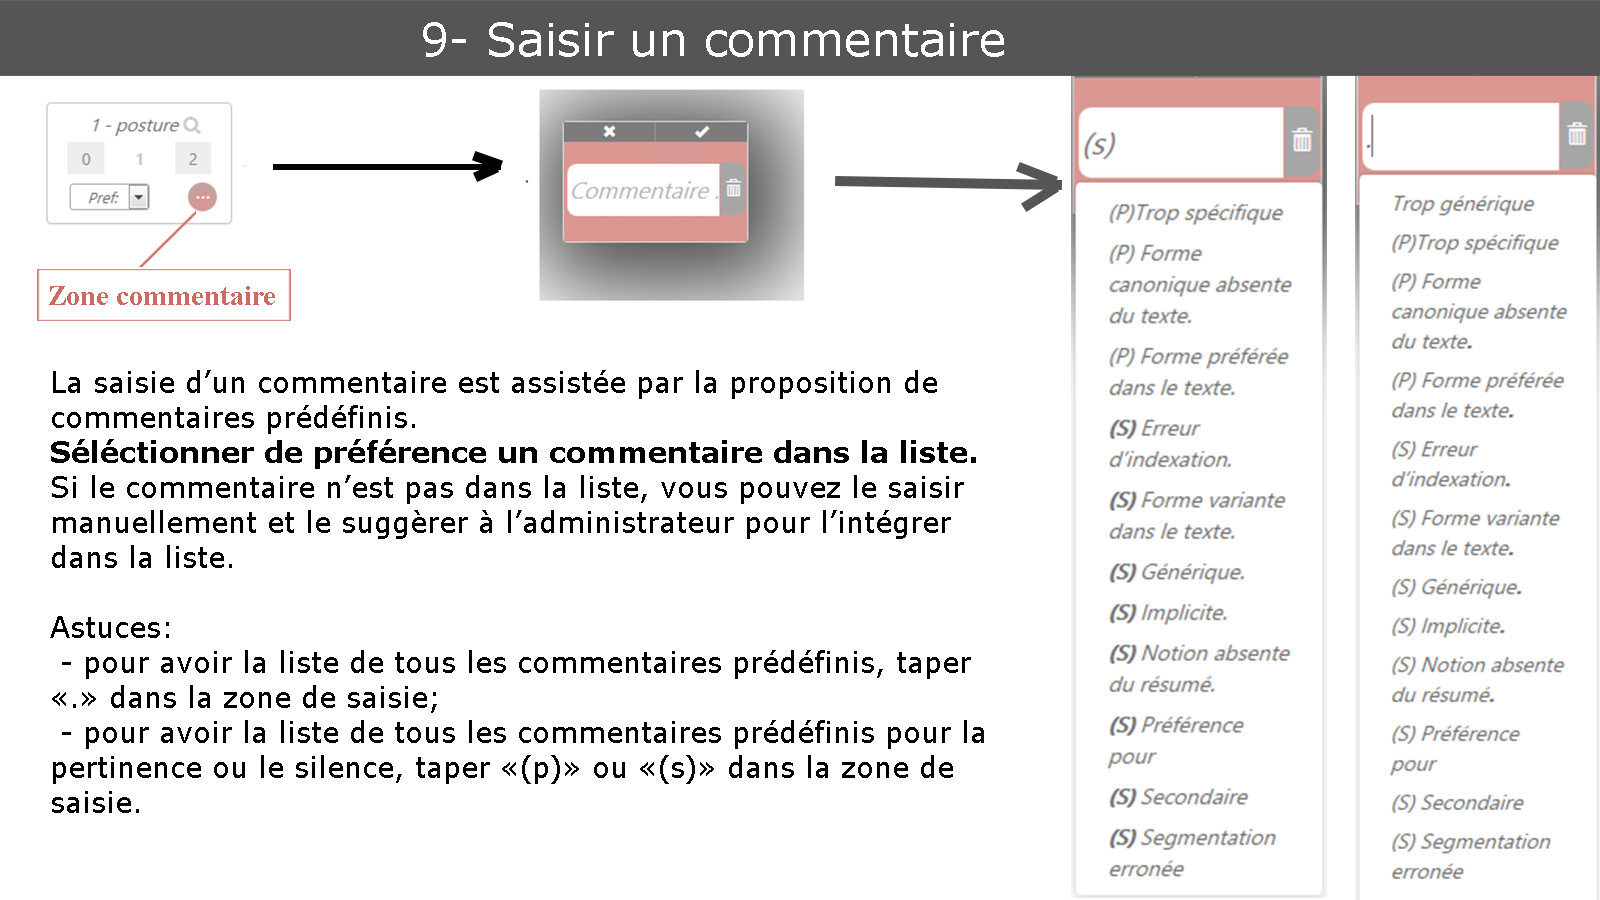 9- Saisir un commentaire
1 - posture
0 1 2
Pref:
...
Zone commentaire
Commentaire .
La saisie d’un commentaire est assistée par la proposition de
commentaires prédéfinis.
Séléctionner de préférence un commentaire dans la liste.
Si le commentaire n’est pas dans la liste, vous pouvez le saisir
manuellement et le suggèrer à l’administrateur pour l’intégrer
dans la liste.
Astuces:
- pour avoir la liste de tous les commentaires prédéfinis, taper
«.» dans la zone de saisie;
- pour avoir la liste de tous les commentaires prédéfinis pour la
pertinence ou le silence, taper «(p)» ou «(s)» dans la zone de
saisie.
(s)
(P)Trop spécifique
(P) Forme
canonique absente
du texte.
(P) Forme préférée
dans le texte.
(S) Erreur
d’indexation.
(S) Forme variante
dans le texte.
(S) Générique.
(S) Implicite.
(S) Notion absente
du résumé.
(S) Préférence
pour
(S) Secondaire
(S) Segmentation
erronée
.
Trop générique
(P)Trop spécifique
(P) Forme
canonique absente
du texte.
(P) Forme préférée
dans le texte.
(S) Erreur
d’indexation.
(S) Forme variante
dans le texte.
(S) Générique.
(S) Implicite.
(S) Notion absente
du résumé.
(S) Préférence
pour
(S) Secondaire
(S) Segmentation
erronée